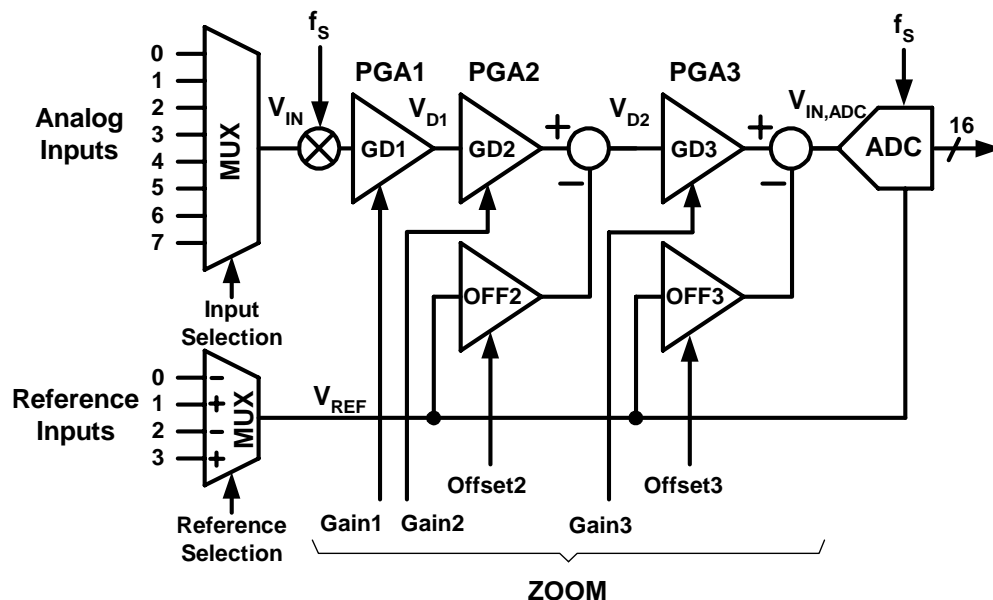 f_S
f_S
PGA1
PGA2
PGA3
0
1
2
3
4
5
6
7
Analog
Inputs
MUX
V_IN
GD1
V_D1
GD2
+
−
V_D2
GD3
+
−
V_IN,ADC
ADC
16
OFF2
OFF3
Input
Selection
0
1
2
3
−
+
−
+
Reference
Inputs
MUX
V_REF
Offset2
Offset3
Reference
Selection
Gain1
Gain2
Gain3
ZOOM